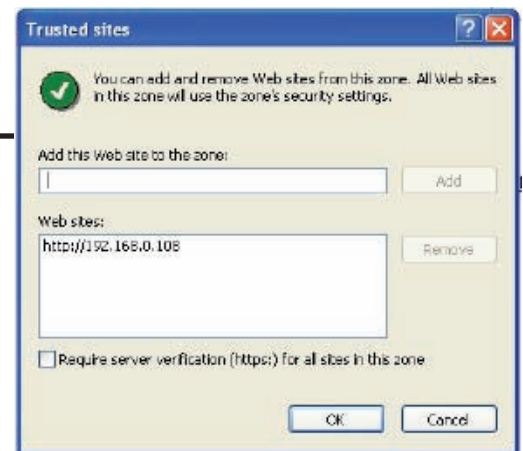 Trusted sites
You can add and remove Web sites from this zone. All Web sites
in this zone will use the zone's security settings.
Add this Web site to the zone:
Add
Web sites:
http://192.168.0.108
Remove
Require server verification (https:) for all sites in this zone
OK
Cancel